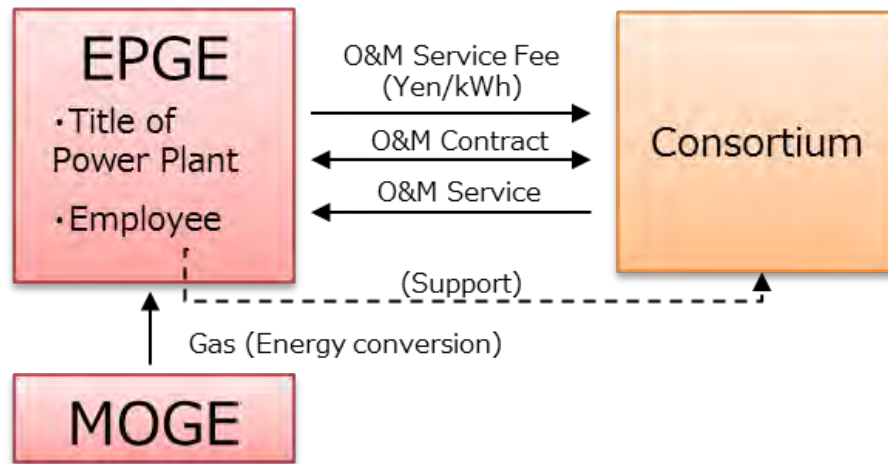 EPGE
・Title of
Power Plant
・Employee
O&M Service Fee
(Yen/kWh)
O&M Contract
O&M Service
Consortium
(Support)
Gas (Energy conversion)
MOGE